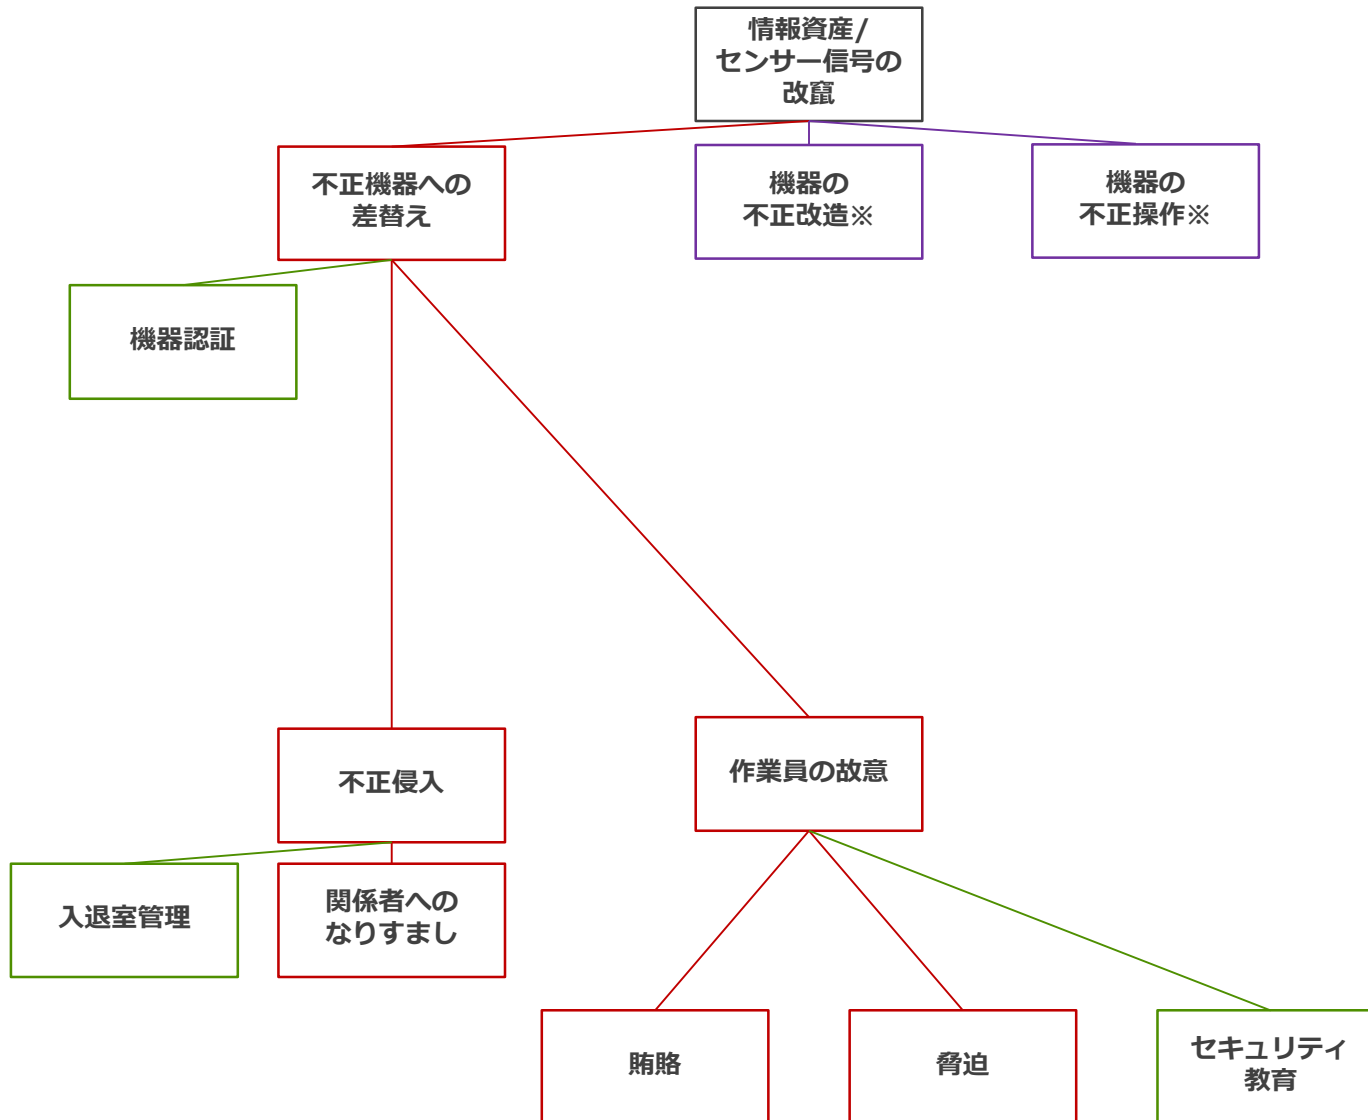 情報資産/
センサー信号の
改竄
不正機器への
差替え
機器の
不正改造※
機器の
不正操作※
機器認証
不正侵入
作業員の故意
入退室管理
関係者への
なりすまし
賄賂
脅迫
セキュリティ
教育